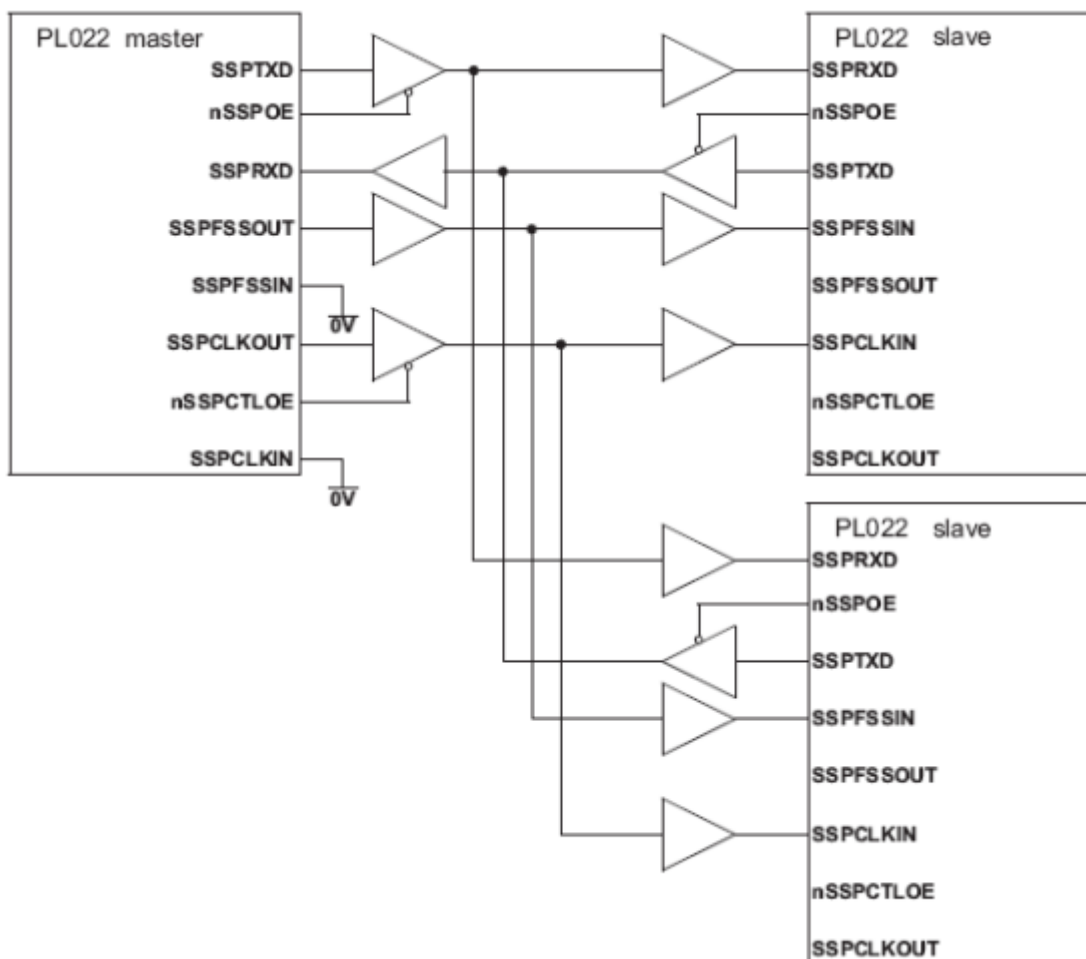 PL022 master
SSPTXD
nSSPOE
SSPRXD
SSPFSSOUT
SSPFSSIN
0V
SSPCLKOUT
nSSPCTLOE
SSPCLKIN
0V
PL022 slave
SSPRXD
nSSPOE
SSPTXD
SSPFSSIN
SSPFSSOUT
SSPCLKIN
nSSPCTLOE
SSPCLKOUT
PL022 slave
SSPRXD
nSSPOE
SSPTXD
SSPFSSIN
SSPFSSOUT
SSPCLKIN
nSSPCTLOE
SSPCLKOUT